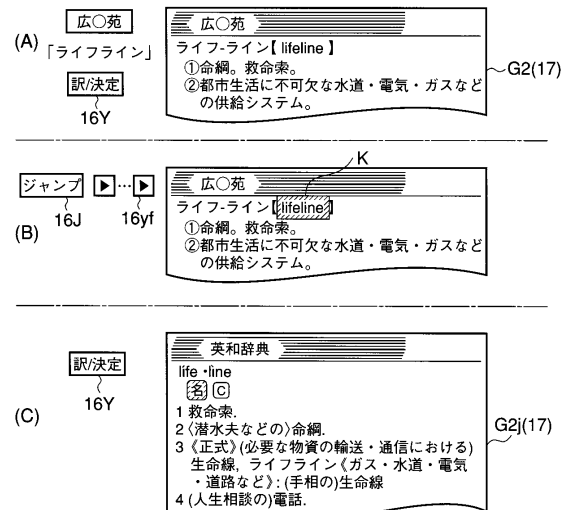 (A)
広〇苑
「ライフライン」
訳/決定
16Y
広〇苑
ライフ-ライン【 lifeline 】
①命綱。救命索。
②都市生活に不可欠な水道・電気・ガスなど
の供給システム。
G2(17)
(B)
ジャンプ ▶…▶
16J 16yf
K
広〇苑
ライフ-ライン【lifeline】
①命綱。救命索。
②都市生活に不可欠な水道・電気・ガスなど
の供給システム。
(C)
訳/決定
16Y
英和辞典
life・line
名 C
1 救命索.
2〈潜水夫などの〉命綱.
3《正式》(必要な物資の輸送・通信における)
生命線, ライフライン《ガス・水道・電気
・道路など》: (手相の)生命線
4 (人生相談の)電話.
G2j(17)